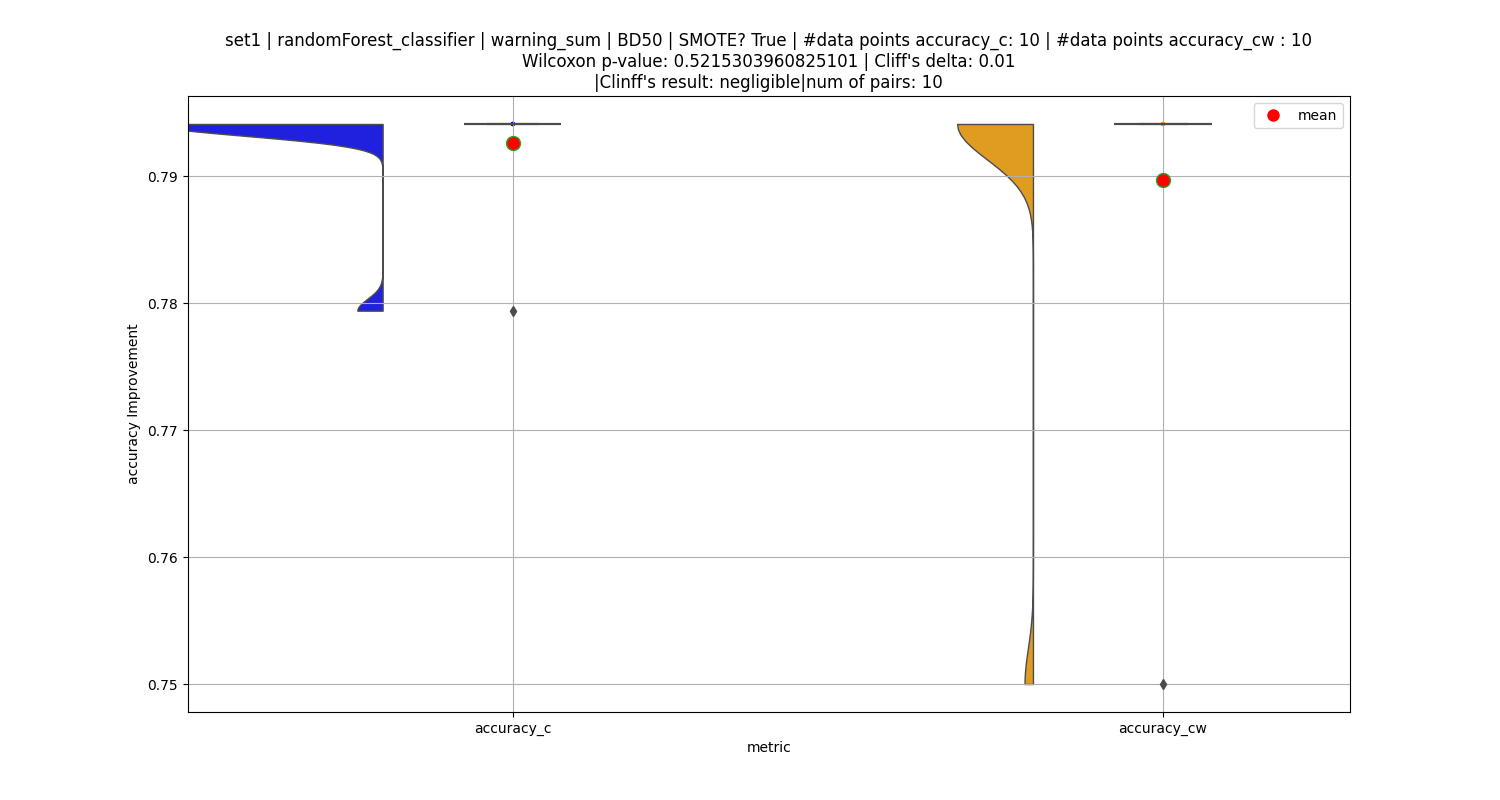 set1 | randomForest_classifier | warning_sum | BD50 | SMOTE? True | #data points accuracy_c: 10 | #data points accuracy_cw : 10
Wilcoxon p-value: 0.5215303960825101 | Cliff's delta: 0.01
|Clinff's result: negligible|num of pairs: 10
mean
0.79
0.78
0.77
0.76
0.75
accuracy Improvement
accuracy_c
accuracy_cw
metric